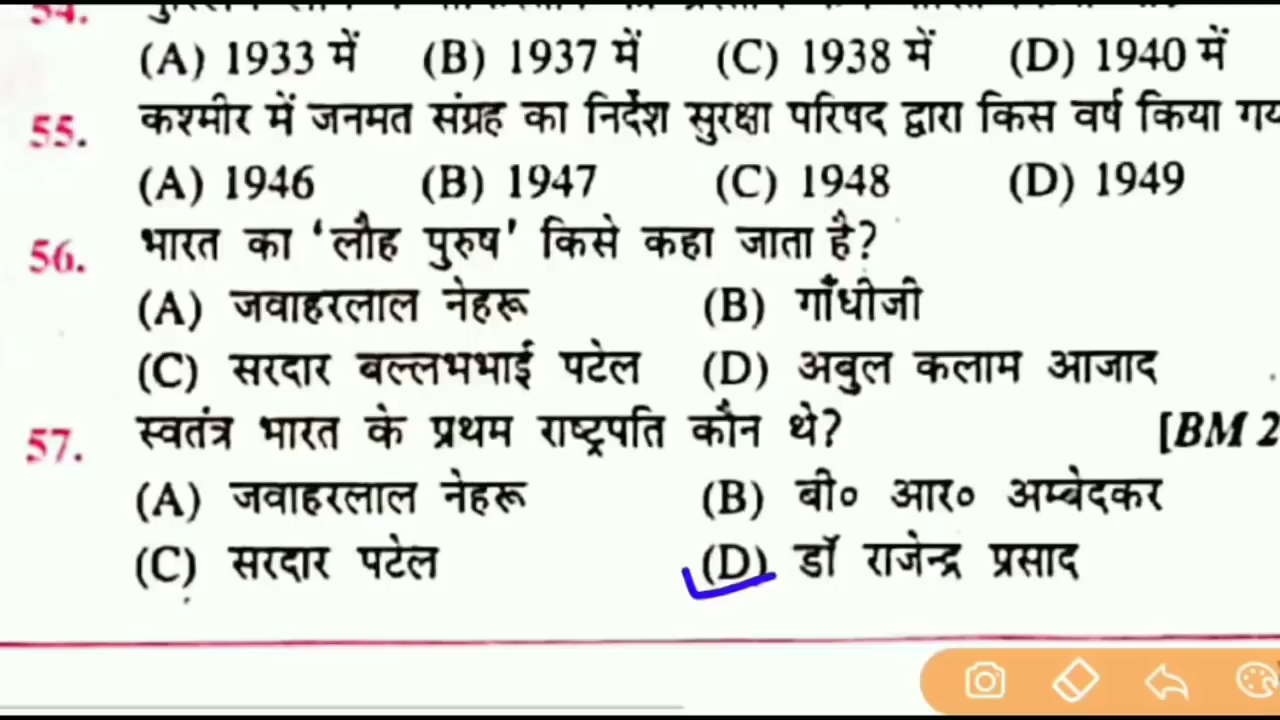 54.
(A) 1933 में (B) 1937 में (C) 1938 में (D) 1940 में
55. कश्मीर में जनमत संग्रह का निर्देश सुरक्षा परिषद द्वारा किस वर्ष किया
(A) 1946 (B) 1947 (C) 1948 (D) 1949
56. भारत का 'लौह पुरुष' किसे कहा जाता है?
(A) जवाहरलाल नेहरू (B) गाँधीजी
(C) सरदार बल्लभभाई पटेल (D) अबुल कलाम आजाद
57. स्वतंत्र भारत के प्रथम राष्ट्रपति कौन थे? [BM 2
(A) जवाहरलाल नेहरू (B) बी० आर० अम्बेदकर
(C) सरदार पटेल (D) डॉ राजेन्द्र प्रसाद